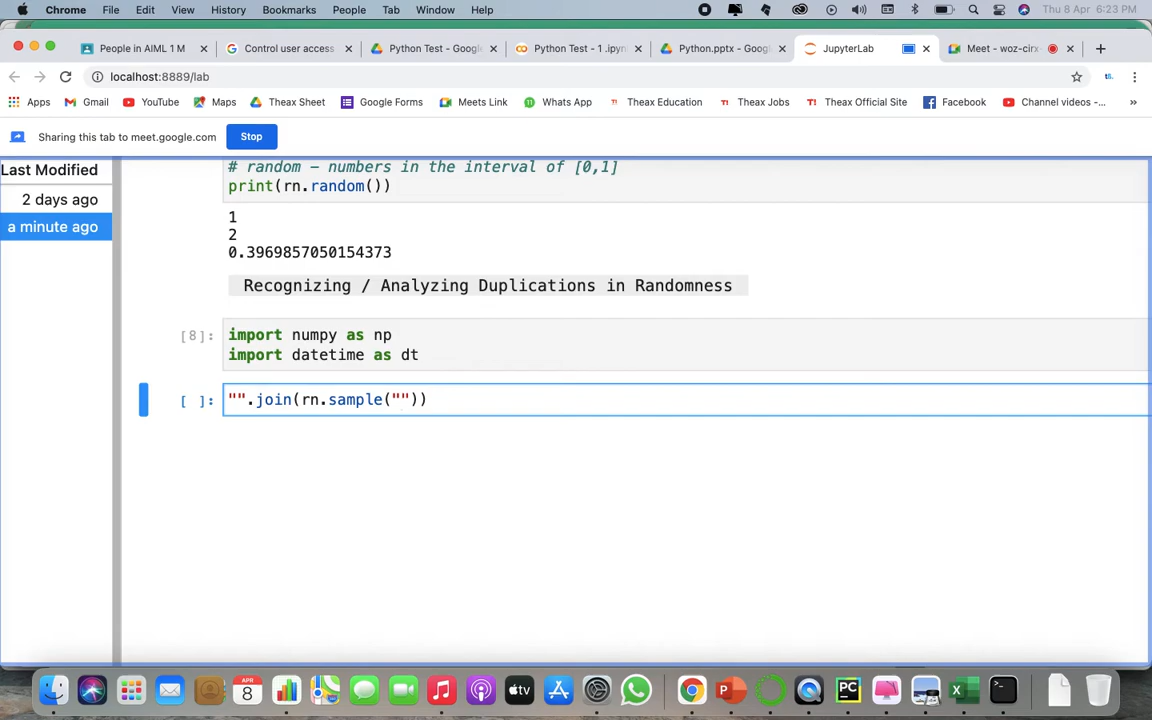 Chrome File Edit View History Bookmarks People Tab Window Help Thu 8 Apr 6:23 PM
People in AIML 1 M Control user access Python Test - Googl Python Test - 1 .ipyn Python.pptx - Googl JupyterLab Meet - woz-cirx
localhost:8889/lab
Apps Gmail YouTube Maps Theax Sheet Google Forms Meets Link Whats App Theax Education Theax Jobs Theax Official Site Facebook Channel videos -...
Sharing this tab to meet.google.com Stop
Last Modified
2 days ago
a minute ago
# random – numbers in the interval of [0,1]
print(rn.random())
1
2
0.3969857050154373
Recognizing / Analyzing Duplications in Randomness
[8]: import numpy as np
import datetime as dt
[ ]: "".join(rn.sample(""))
APR
8
tv
P
PC
X
>_